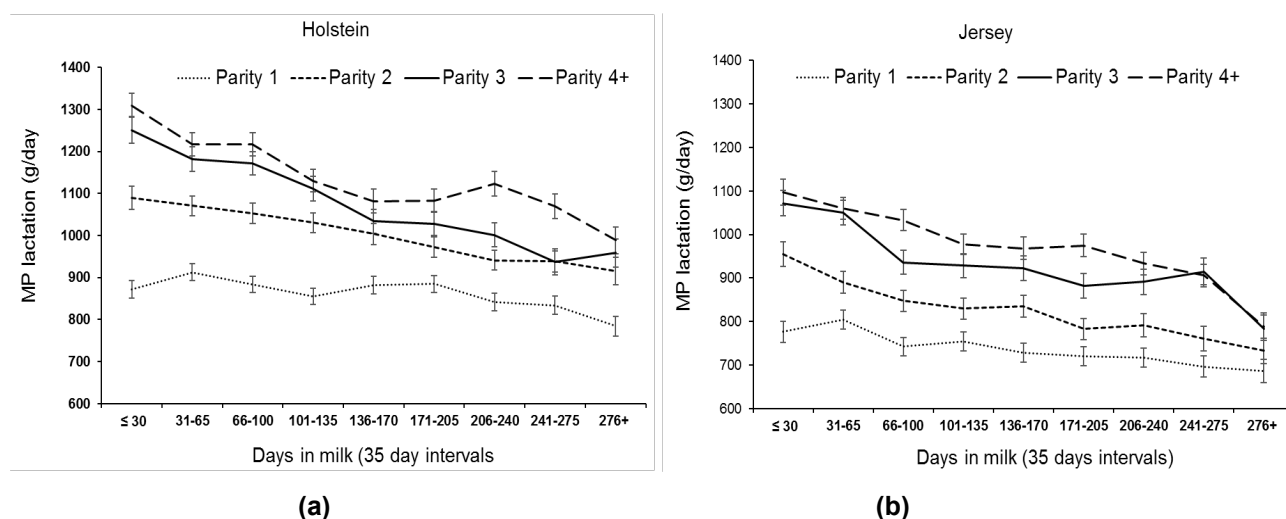 Holstein
1400
1300
1200
1100
1000
900
800
700
600
MP lactation (g/day
Parity 1 Parity 2 Parity 3 Parity 4+
≤ 30 31-65 66-100 101-135 136-170 171-205 206-240 241-275 276+
Days in milk (35 day intervals
(a)
Jersey
1400
1300
1200
1100
1000
900
800
700
600
MP lactation (g/day)
Parity 1 Parity 2 Parity 3 Parity 4+
≤ 30 31-65 66-100 101-135 136-170 171-205 206-240 241-275 276+
Days in milk (35 days intervals)
(b)